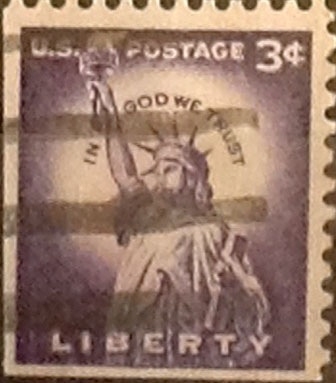 U.S. POSTAGE 3¢
IN GOD WE TRUST
LIBERTY